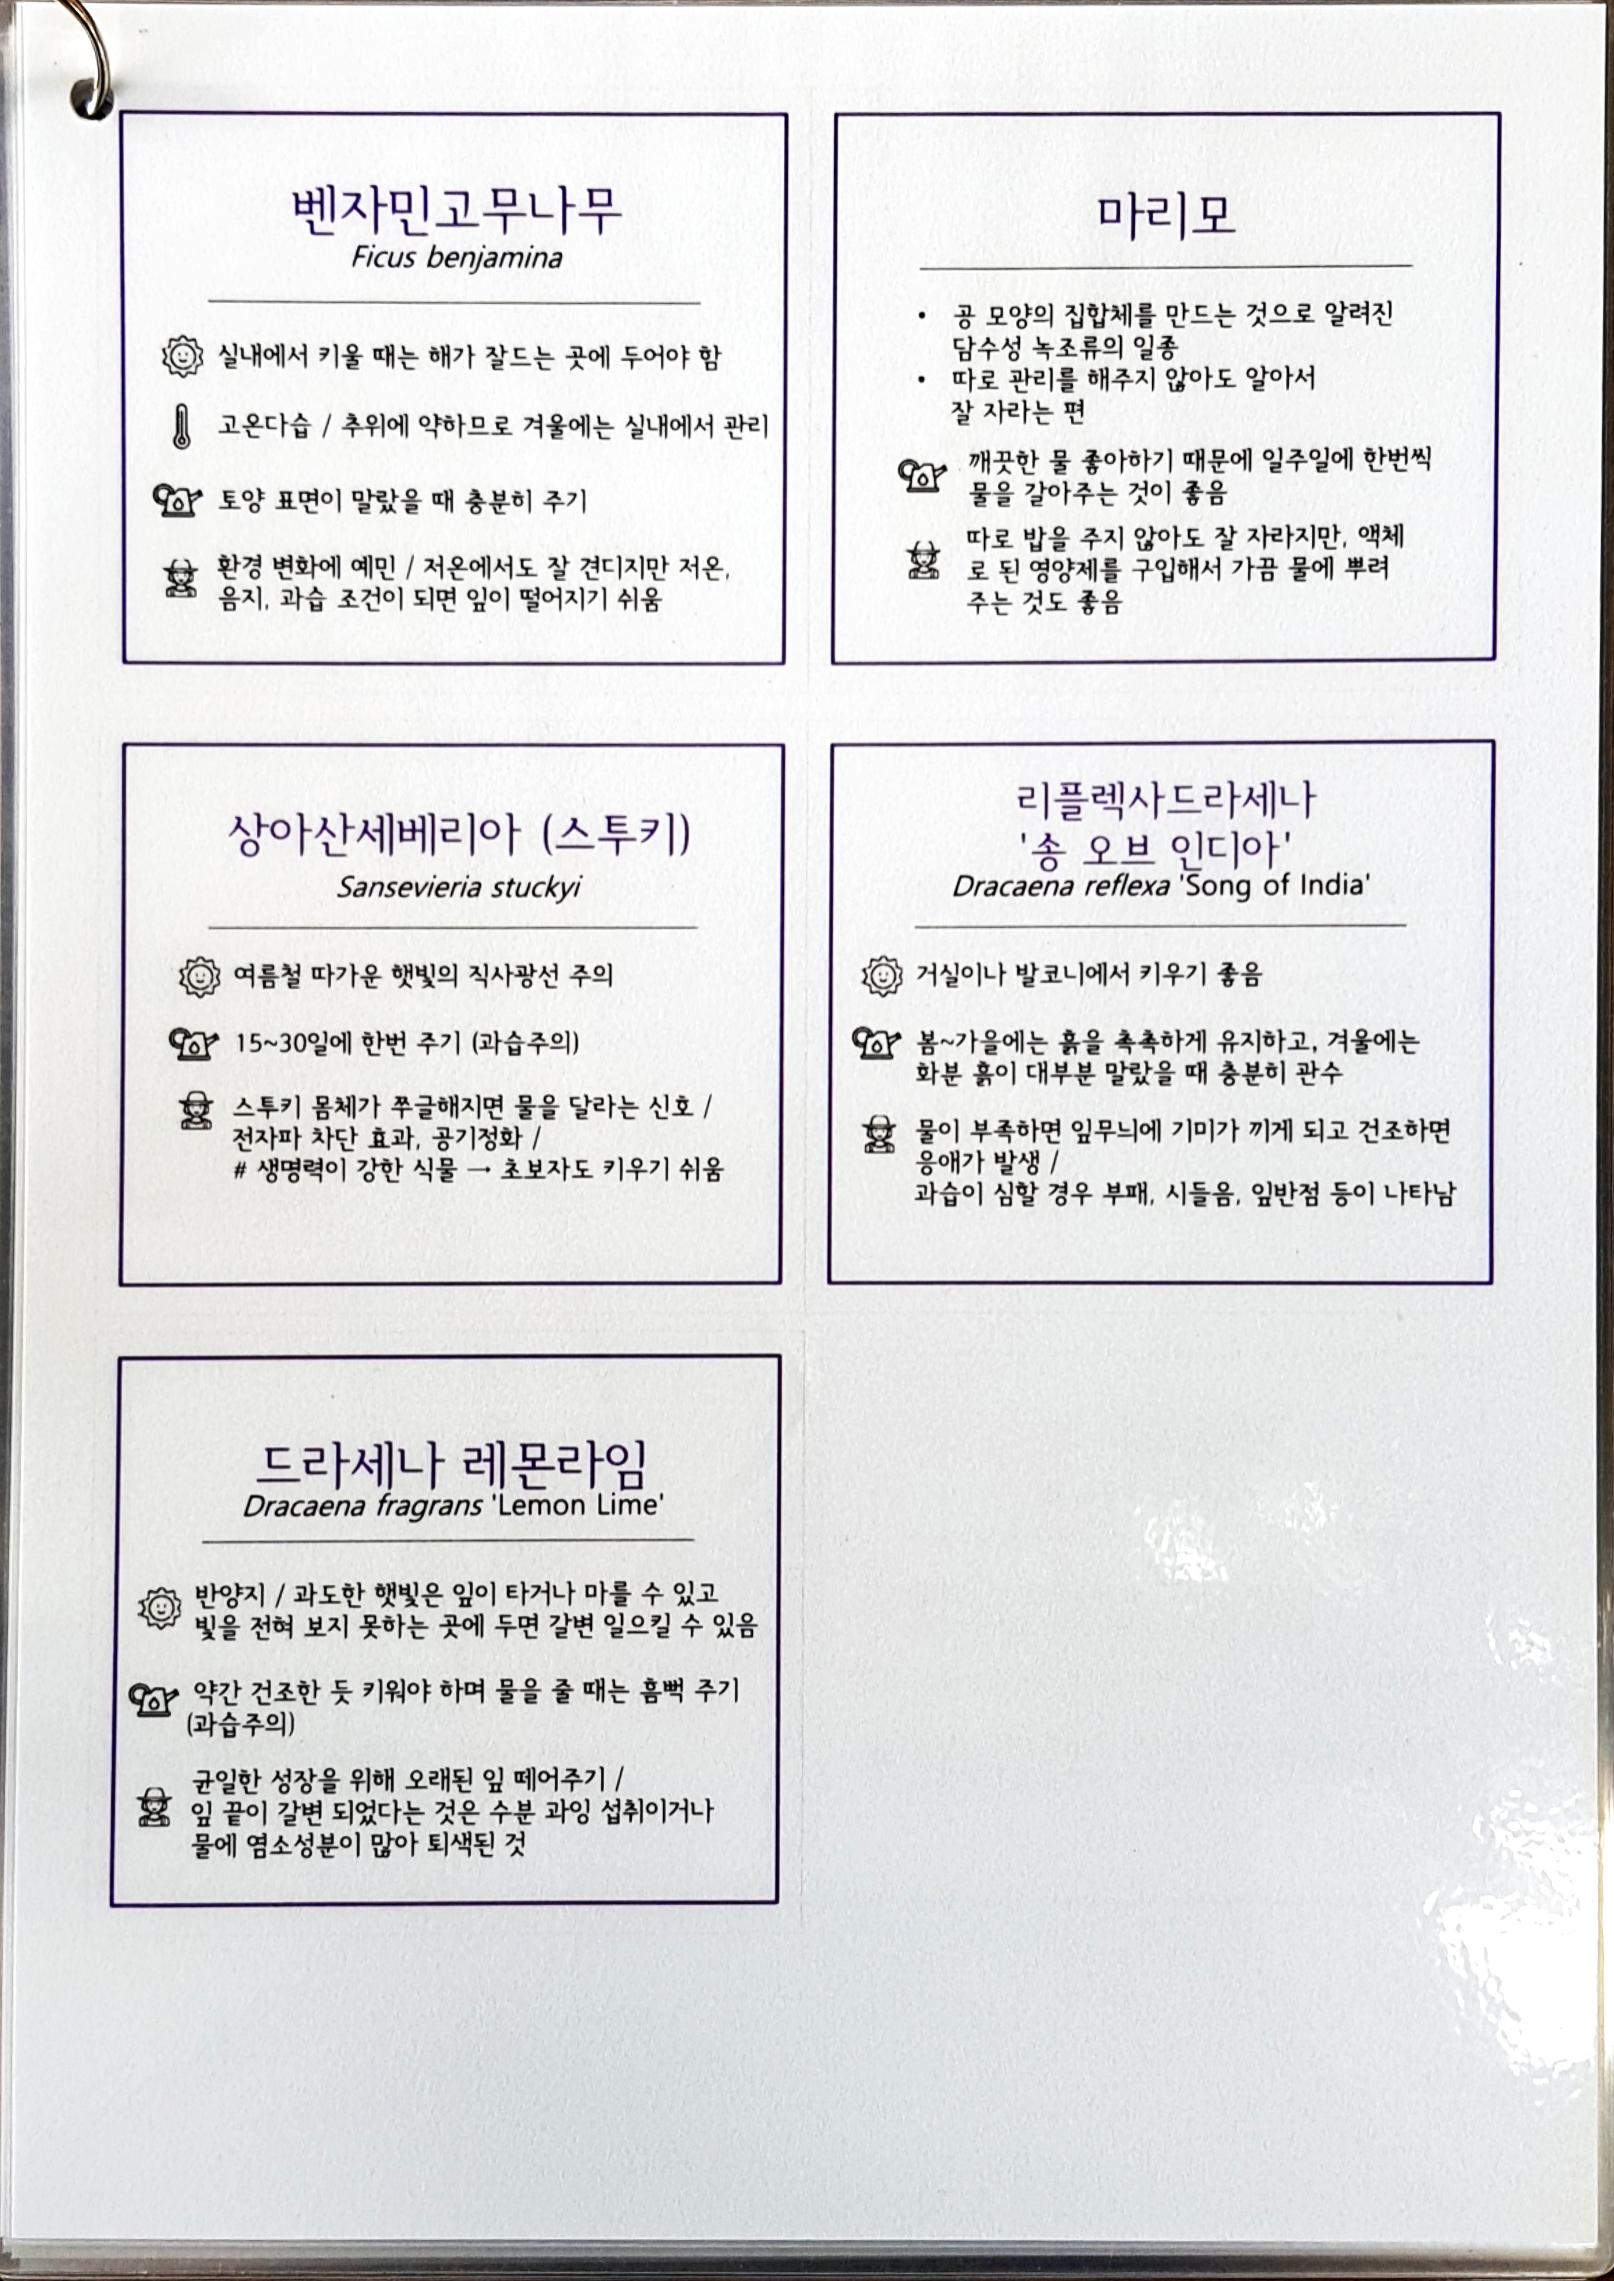 벤자민고무나무
Ficus benjamina
실내에서 키울 때는 해가 잘드는 곳에 두어야 함
고온다습 / 추위에 약하므로 겨울에는 실내에서 관리
토양 표면이 말랐을 때 충분히 주기
환경 변화에 예민 / 저온에서도 잘 견디지만 저온,
음지, 과습 조건이 되면 잎이 떨어지기 쉬움
마리모
• 공 모양의 집합체를 만드는 것으로 알려진
담수성 녹조류의 일종
• 따로 관리를 해주지 않아도 알아서
잘 자라는 편
깨끗한 물 좋아하기 때문에 일주일에 한번씩
물을 갈아주는 것이 좋음
따로 밥을 주지 않아도 잘 자라지만, 액체
로 된 영양제를 구입해서 가끔 물에 뿌려
주는 것도 좋음
상아산세베리아 (스투키)
Sansevieria stuckyi
여름철 따가운 햇빛의 직사광선 주의
15~30일에 한번 주기 (과습주의)
스투키 몸체가 쭈글해지면 물을 달라는 신호 /
전자파 차단 효과, 공기정화 /
# 생명력이 강한 식물 → 초보자도 키우기 쉬움
리플렉사드라세나
'송 오브 인디아'
Dracaena reflexa 'Song of India'
거실이나 발코니에서 키우기 좋음
봄~가을에는 흙을 촉촉하게 유지하고, 겨울에는
화분 흙이 대부분 말랐을 때 충분히 관수
물이 부족하면 잎무늬에 기미가 끼게 되고 건조하면
응애가 발생 /
과습이 심할 경우 부패, 시들음, 잎반점 등이 나타남
드라세나 레몬라임
Dracaena fragrans 'Lemon Lime'
반양지 / 과도한 햇빛은 잎이 타거나 마를 수 있고
빛을 전혀 보지 못하는 곳에 두면 갈변 일으킬 수 있음
약간 건조한 듯 키워야 하며 물을 줄 때는 흠뻑 주기
(과습주의)
균일한 성장을 위해 오래된 잎 떼어주기 /
잎 끝이 갈변 되었다는 것은 수분 과잉 섭취이거나
물에 염소성분이 많아 퇴색된 것